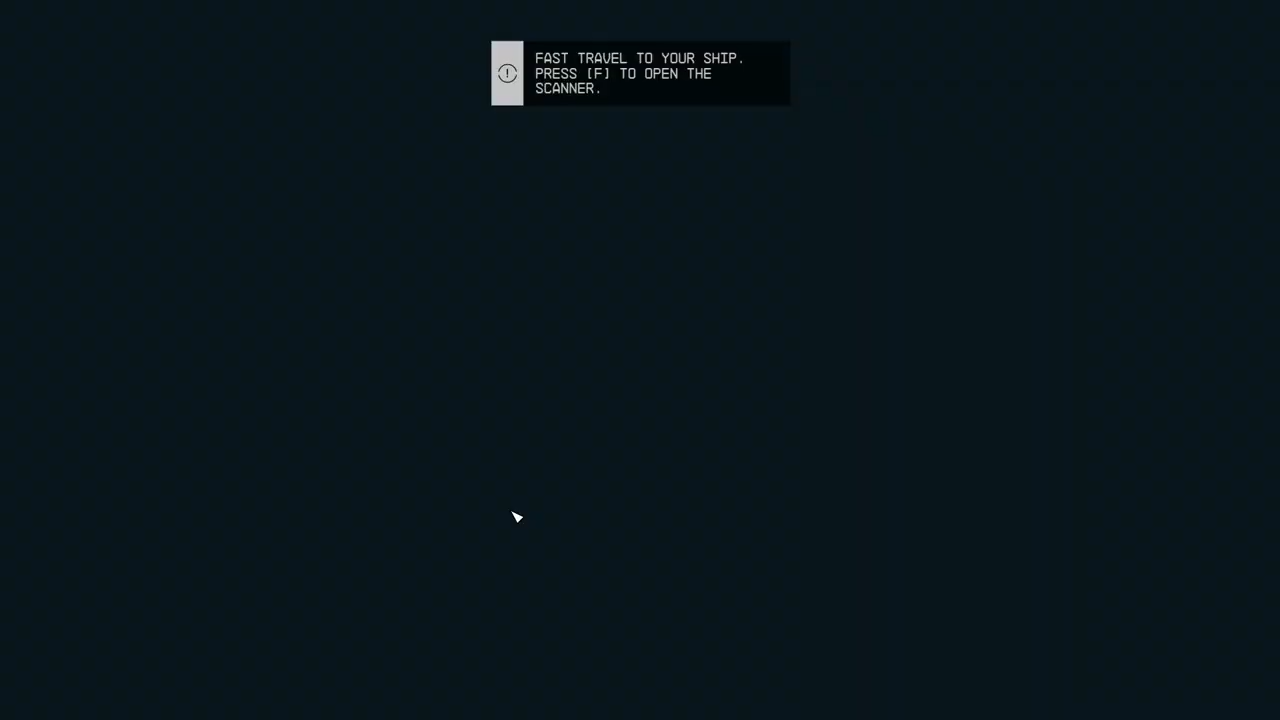 FAST TRAVEL TO YOUR SHIP.
PRESS [F] TO OPEN THE
SCANNER.